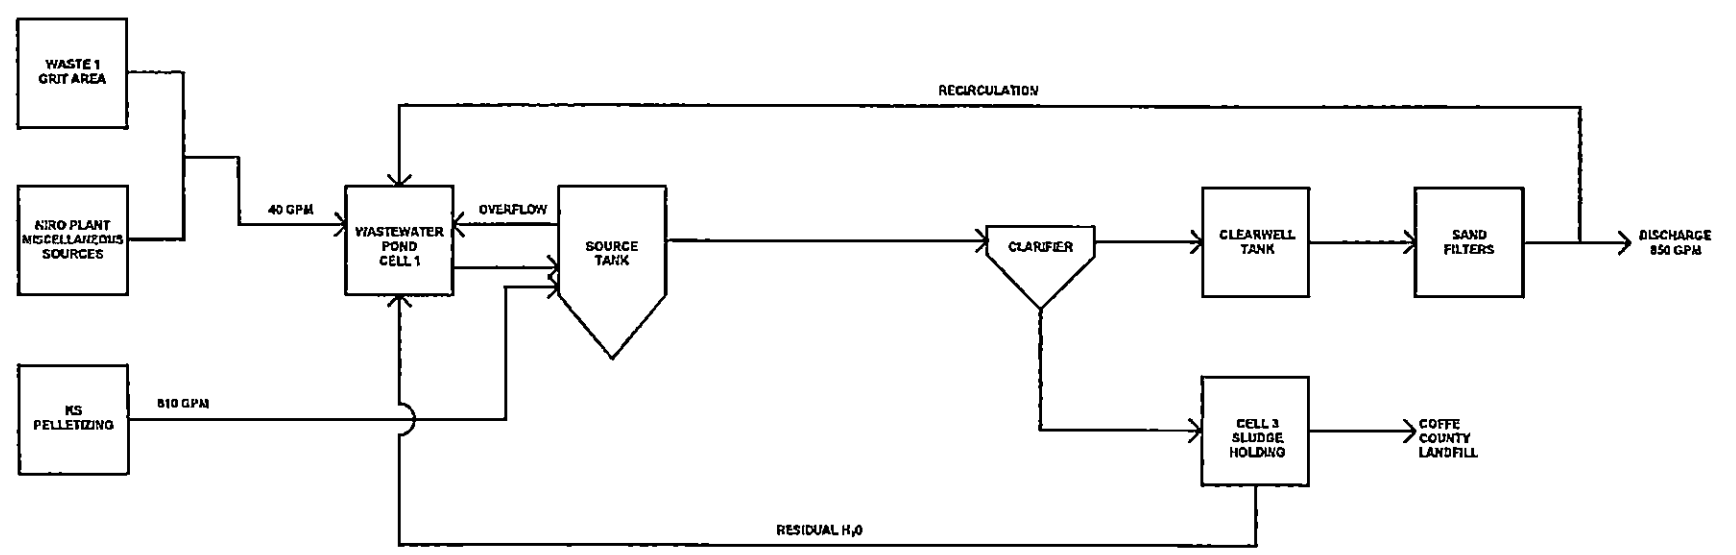 WASTE 1
GRIT AREA
RECIRCULATION
NIRO PLANT
MISCELLANEOUS
SOURCES
40 GPM
WASTEWATER
POND
CELL 1
OVERFLOW
SOURCE
TANK
CLARIFIER
CLEARWELL
TANK
SAND
FILTERS
DISCHARGE
850 GPM
KS
PELLETIZING
810 GPM
CELL 3
SLUDGE
HOLDING
COFFE
COUNTY
LANDFILL
RESIDUAL H₂0